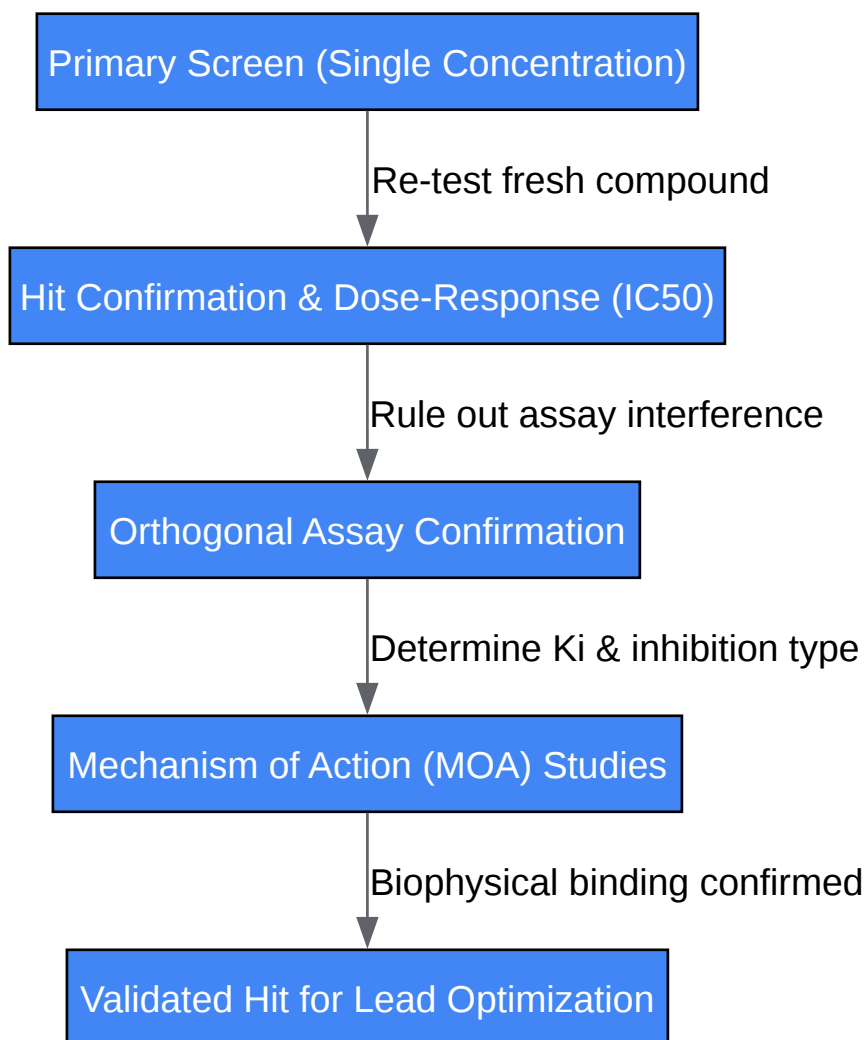 Primary Screen (Single Concentration)
Re-test fresh compound
Hit Confirmation & Dose-Response (IC50)
Rule out assay interference
Orthogonal Assay Confirmation
Determine Ki & inhibition type
Mechanism of Action (MOA) Studies
Biophysical binding confirmed
Validated Hit for Lead Optimization